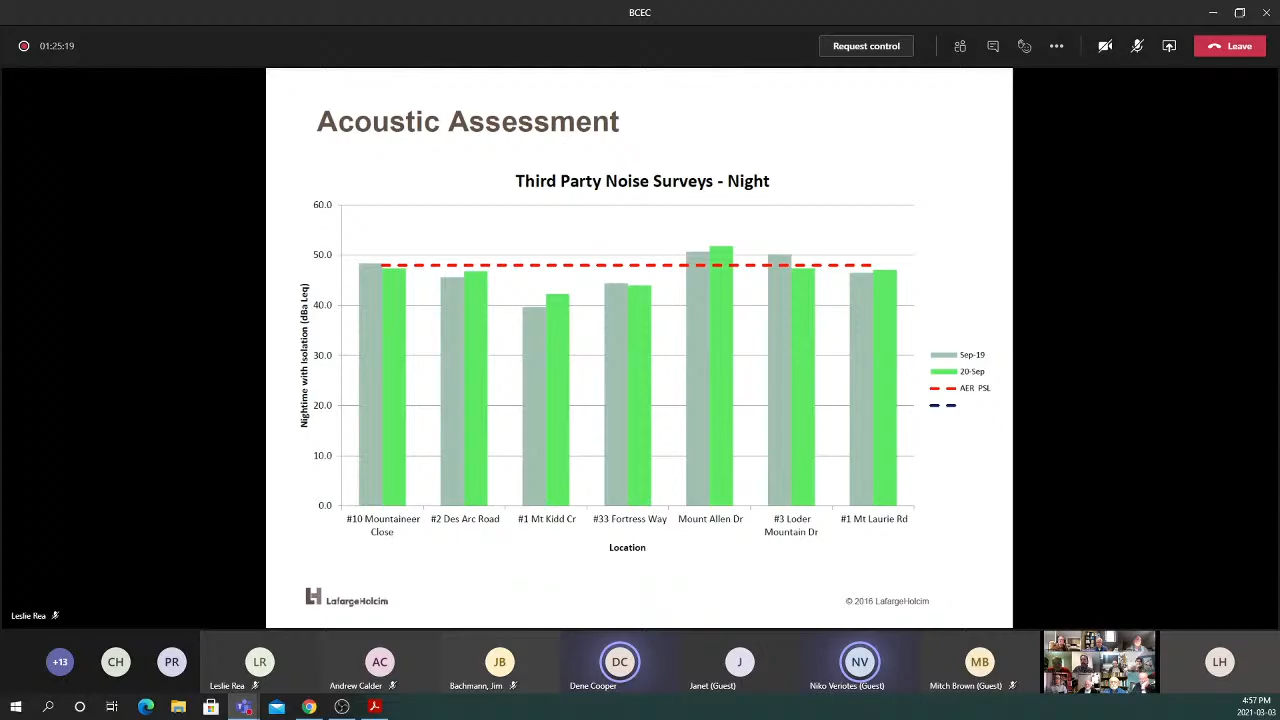 BCEC
01:25:19
Request control
Leave
Acoustic Assessment
Third Party Noise Surveys - Night
60.0
50.0
40.0
30.0
20.0
10.0
0.0
Nightime with Isolation (dBa Leq)
#10 Mountaineer
Close
#2 Des Arc Road
#1 Mt Kidd Cr
#33 Fortress Way
Mount Allen Dr
#3 Loder
Mountain Dr
#1 Mt Laurie Rd
Location
Sep-19
20-Sep
AER PSL
LafargeHolcim
© 2016 LafargeHolcim
Leslie Rea
+13
CH
PR
LR
Leslie Rea
AC
Andrew Calder
JB
Bachmann, Jim
DC
Dene Cooper
J
Janet (Guest)
NV
Niko Veriotes (Guest)
MB
Mitch Brown (Guest)
LH
4:57 PM
2021-03-03